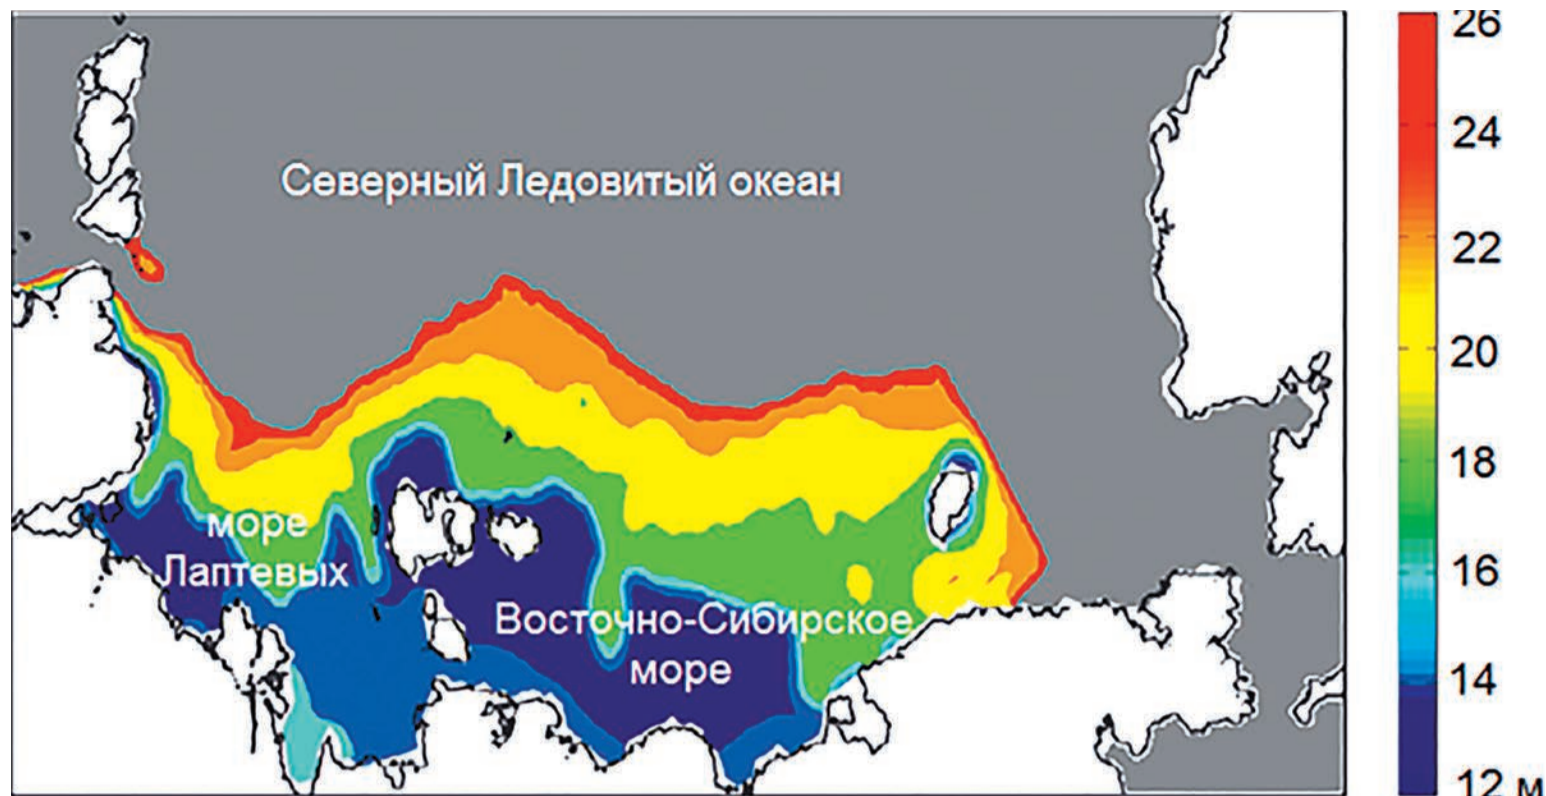 26
24
Северный Ледовитый океан
22
20
18
море
Лаптевых
16
Восточно-Сибирское
море
14
12 м